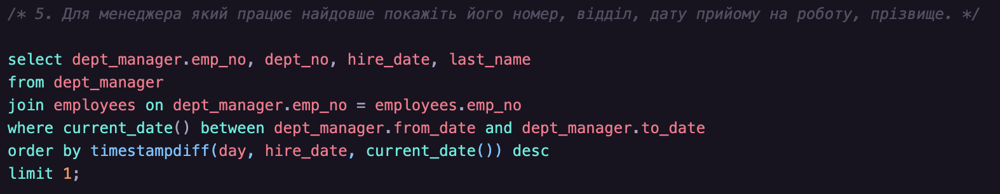 /* 5. Для менеджера який працює найдовше покажіть його номер, відділ, дату прийому на роботу, прізвище. */
select dept_manager.emp_no, dept_no, hire_date, last_name
from dept_manager
join employees on dept_manager.emp_no = employees.emp_no
where current_date() between dept_manager.from_date and dept_manager.to_date
order by timestampdiff(day, hire_date, current_date()) desc
limit 1;